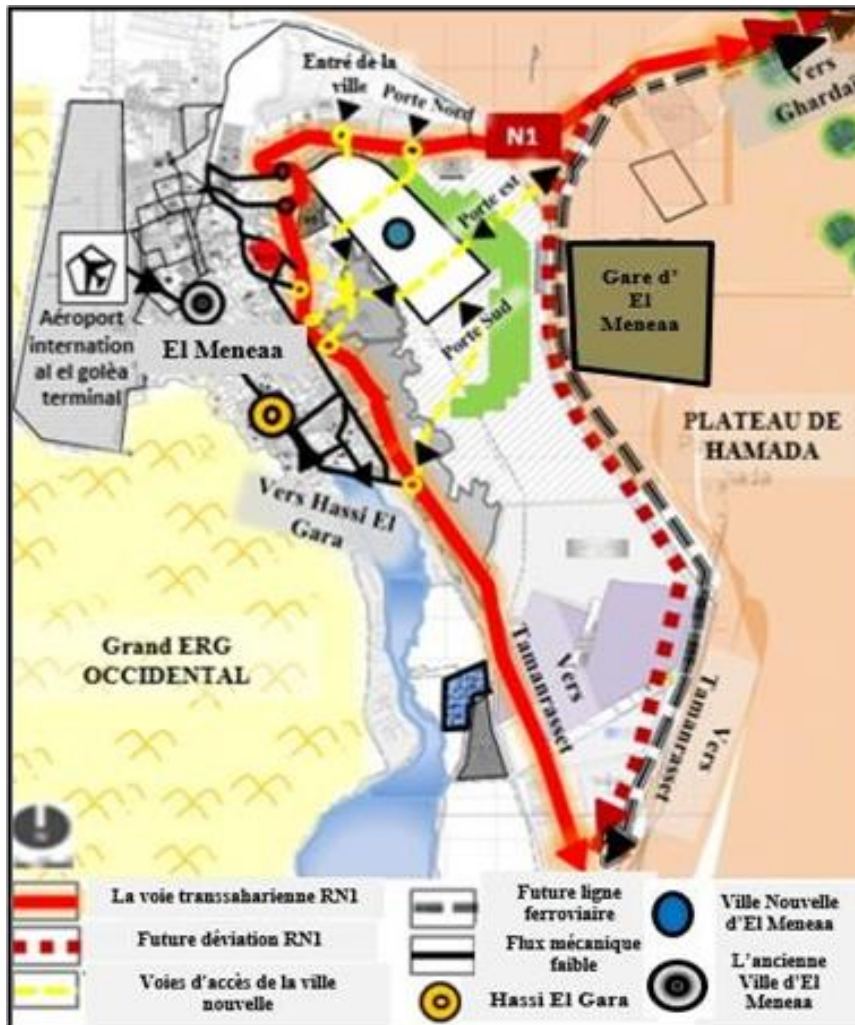 Entré de la
ville
Porte Nord
N1
Vers
Ghardaï
Porte est
Gare d'
El
Meneaa
Porte Sud
Aéroport
internation
al el golèa
terminal
El Meneaa
PLATEAU DE
HAMADA
Vers Hassi El
Gara
Grand ERG
OCCIDENTAL
Vers
Tamanrasset
Vers
Tamanrasset
La voie transsaharienne RN1
Future déviation RN1
Voies d'accès de la ville
nouvelle
Future ligne
ferroviaire
Flux mécanique
faible
Hassi El Gara
Ville Nouvelle
d'El Meneaa
L'ancienne
Ville d'El
Meneaa